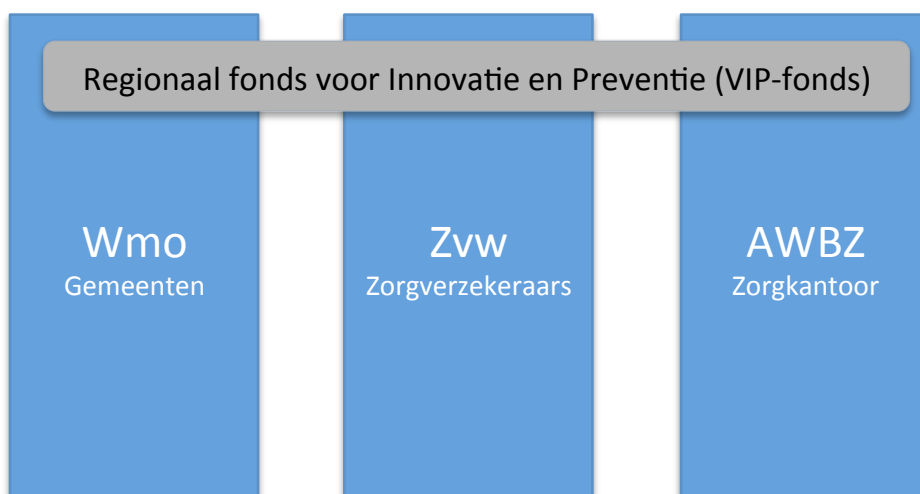 Regionaal fonds voor Innovatie en Preventie (VIP-fonds)
Wmo
Gemeenten
Zvw
Zorgverzekeraars
AWBZ
Zorgkantoor